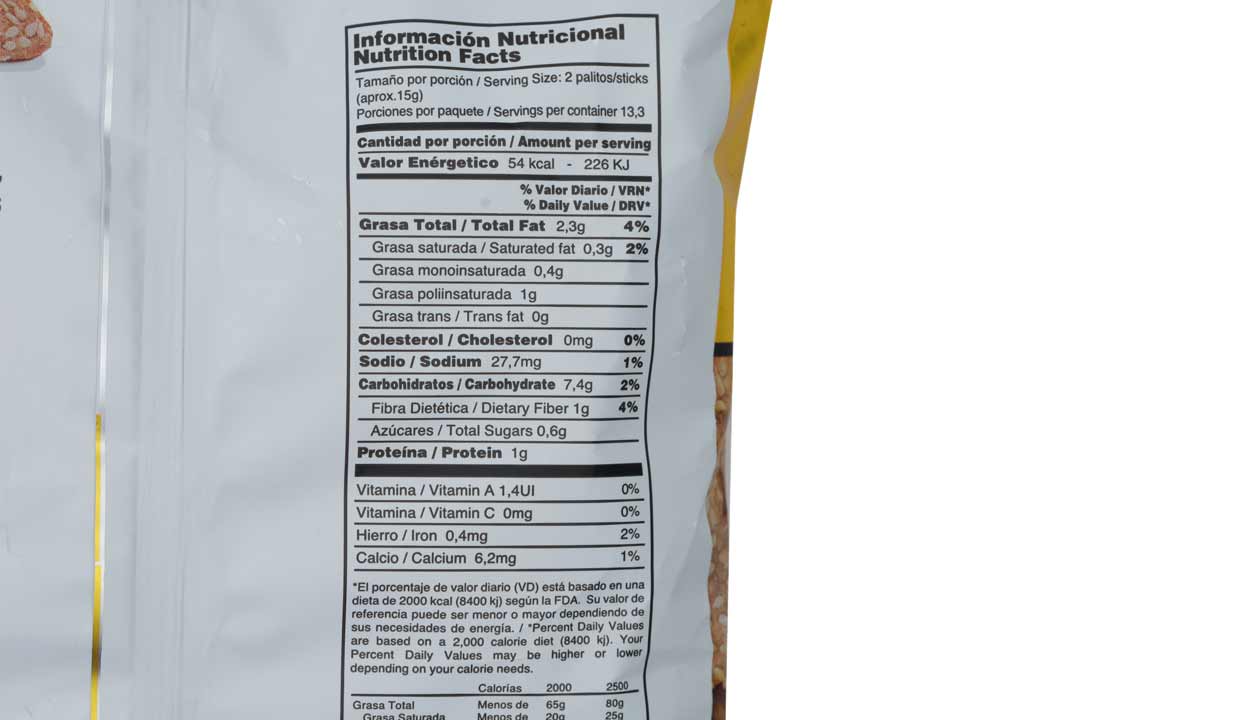 Información Nutricional
Nutrition Facts
Tamaño por porción / Serving Size: 2 palitos/sticks
(aprox.15g)
Porciones por paquete / Servings per container 13,3
Cantidad por porción / Amount per serving
Valor Enérgetico 54 kcal - 226 KJ
% Valor Diario / VRN*
% Daily Value / DRV*
Grasa Total / Total Fat 2,3g 4%
Grasa saturada / Saturated fat 0,3g 2%
Grasa monoinsaturada 0,4g
Grasa poliinsaturada 1g
Grasa trans / Trans fat 0g
Colesterol / Cholesterol 0mg 0%
Sodio / Sodium 27,7mg 1%
Carbohidratos / Carbohydrate 7,4g 2%
Fibra Dietética / Dietary Fiber 1g 4%
Azúcares / Total Sugars 0,6g
Proteína / Protein 1g
Vitamina / Vitamin A 1,4UI 0%
Vitamina / Vitamin C 0mg 0%
Hierro / Iron 0,4mg 2%
Calcio / Calcium 6,2mg 1%
*El porcentaje de valor diario (VD) está basado en una
dieta de 2000 kcal (8400 kj) según la FDA. Su valor de
referencia puede ser menor o mayor dependiendo de
sus necesidades de energía. / *Percent Daily Values
are based on a 2,000 calorie diet (8400 kj). Your
Percent Daily Values may be higher or lower
depending on your calorie needs.
Calorías 2000 2500
Grasa Total Menos de 65g 80g
Grasa Saturada Menos de 20g 25g